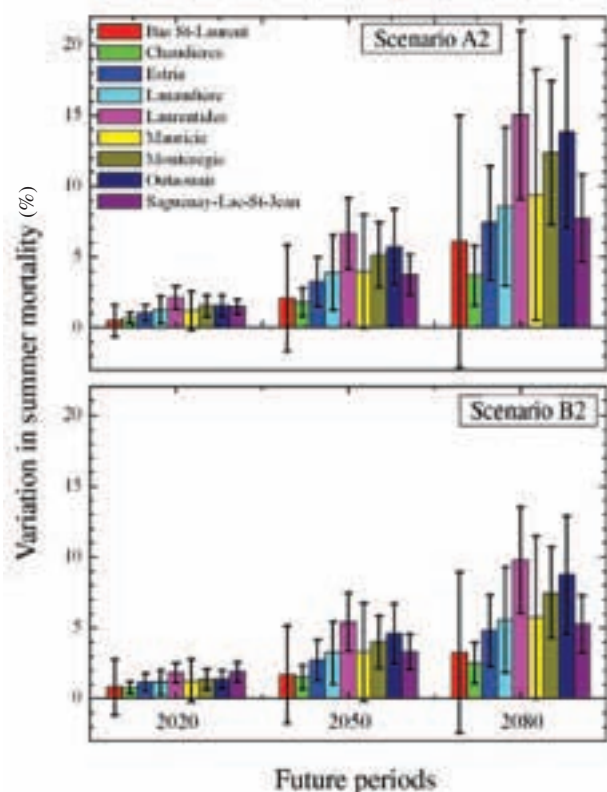 Variation in summer mortality (%)
20
15
10
5
0
Scenario A2
Bas St-Laurent
Chaudieres
Estrie
Lanaudière
Laurentides
Mauricie
Monteregie
Outaouais
Saguenay-Lac-St-Jean
20
15
10
5
0
Scenario B2
2020
2050
2080
Future periods